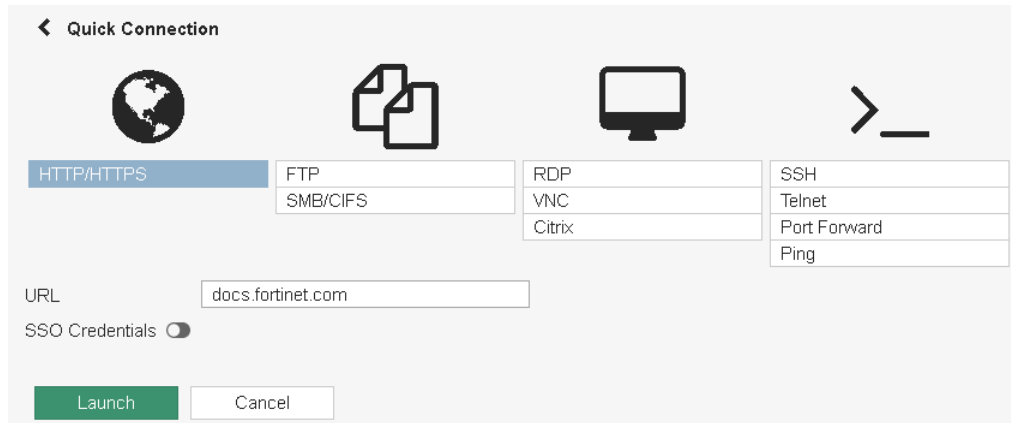 Quick Connection
HTTP/HTTPS
FTP
SMB/CIFS
RDP
VNC
Citrix
SSH
Telnet
Port Forward
Ping
URL docs.fortinet.com
SSO Credentials
Launch Cancel